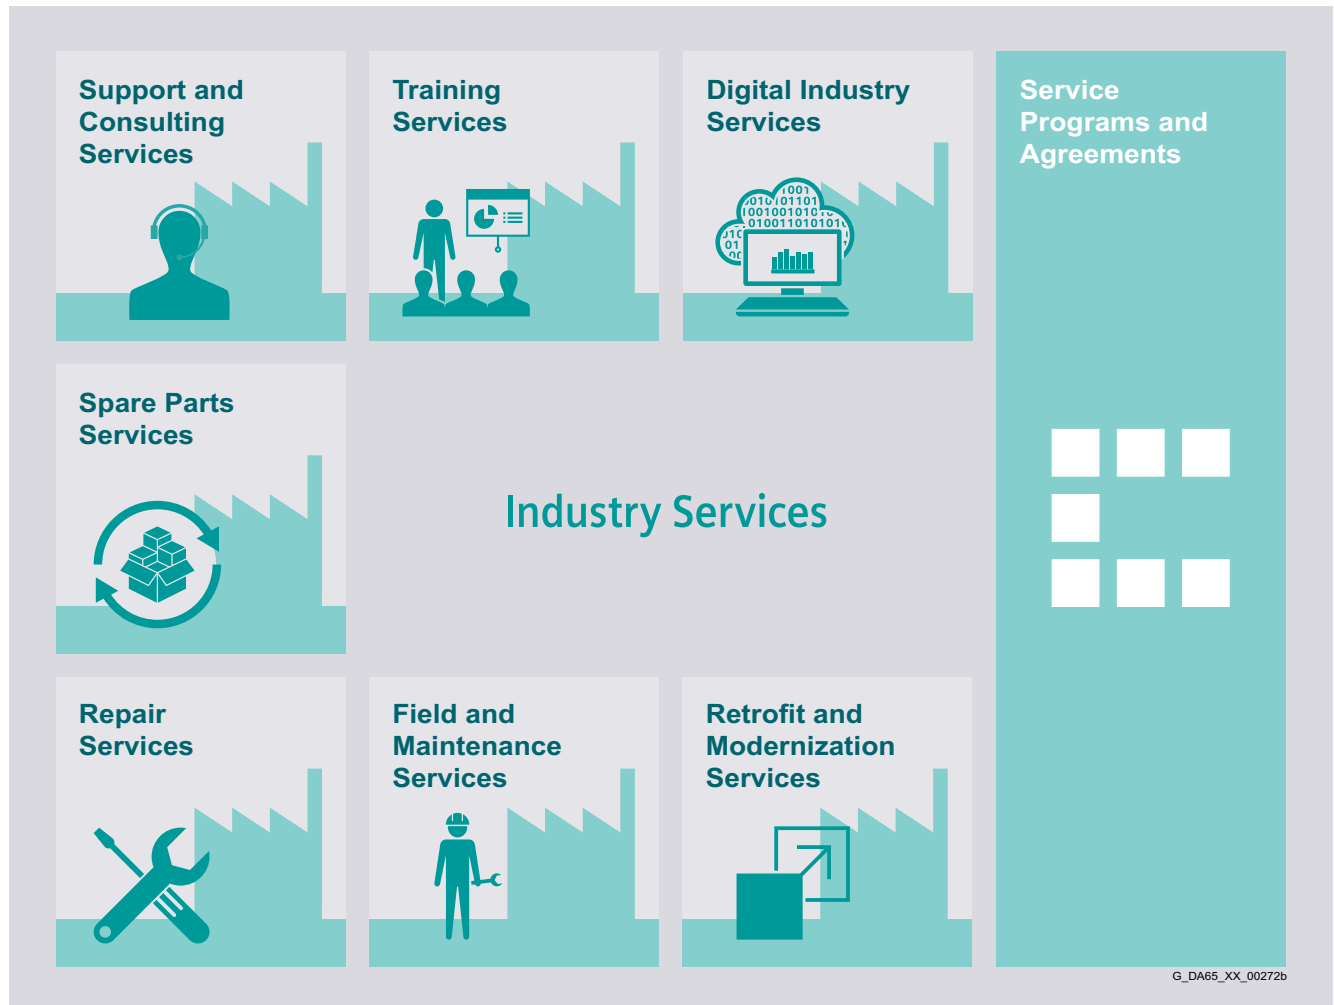 Support and
Consulting
Services
Training
Services
Digital Industry
Services
Service
Programs and
Agreements
Spare Parts
Services
Industry Services
Repair
Services
Field and
Maintenance
Services
Retrofit and
Modernization
Services
G_DA65_XX_00272b